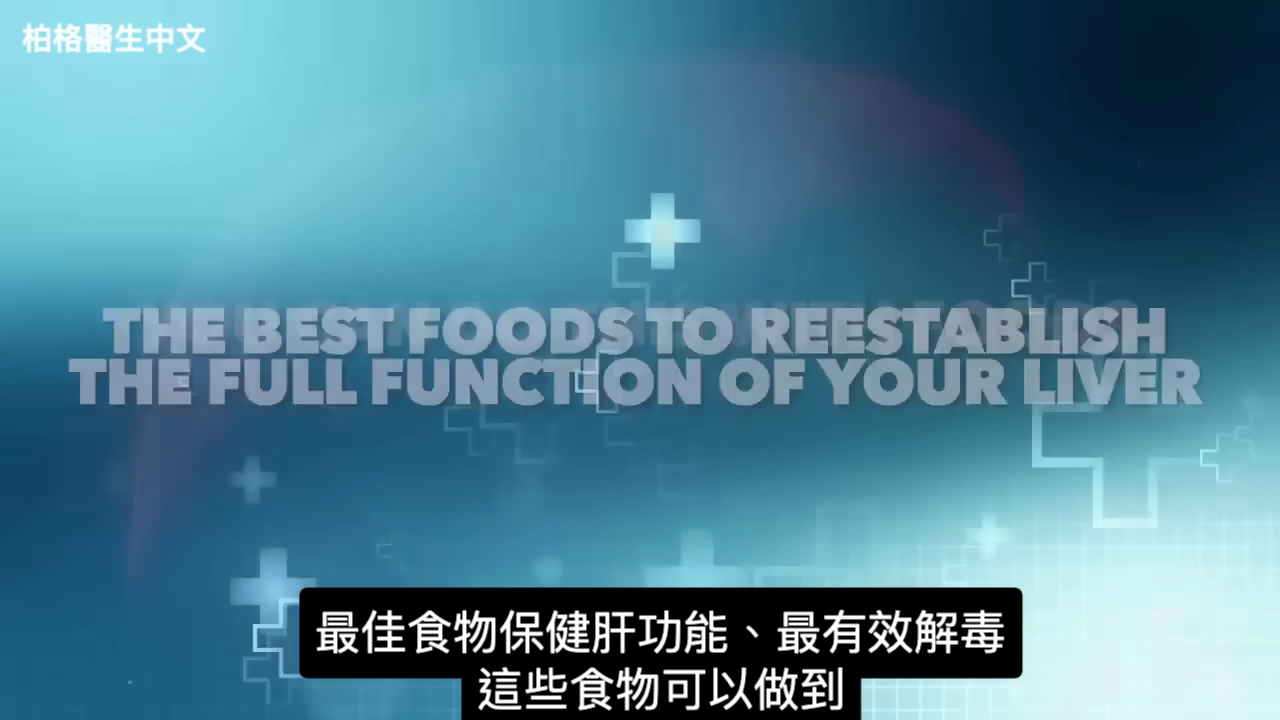 柏格醫生中文
THE BEST FOODS TO REESTABLISH
THE FULL FUNCTION OF YOUR LIVER
最佳食物保健肝功能、最有效解毒
這些食物可以做到